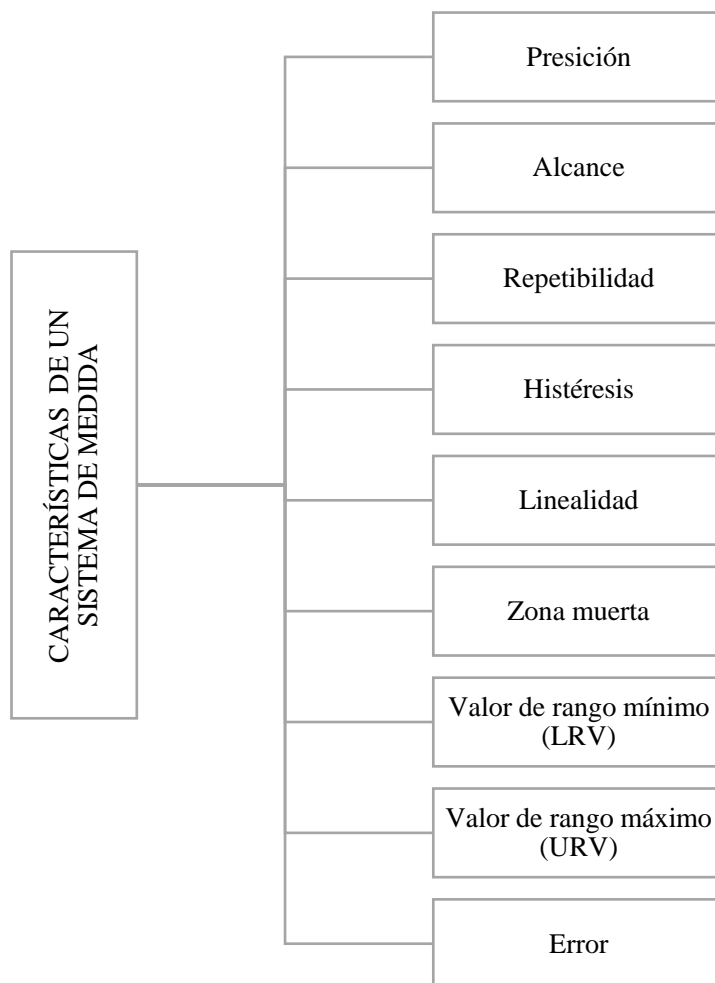 CARACTERÍSTICAS DE UN
SISTEMA DE MEDIDA
Presición
Alcance
Repetibilidad
Histéresis
Linealidad
Zona muerta
Valor de rango mínimo
(LRV)
Valor de rango máximo
(URV)
Error